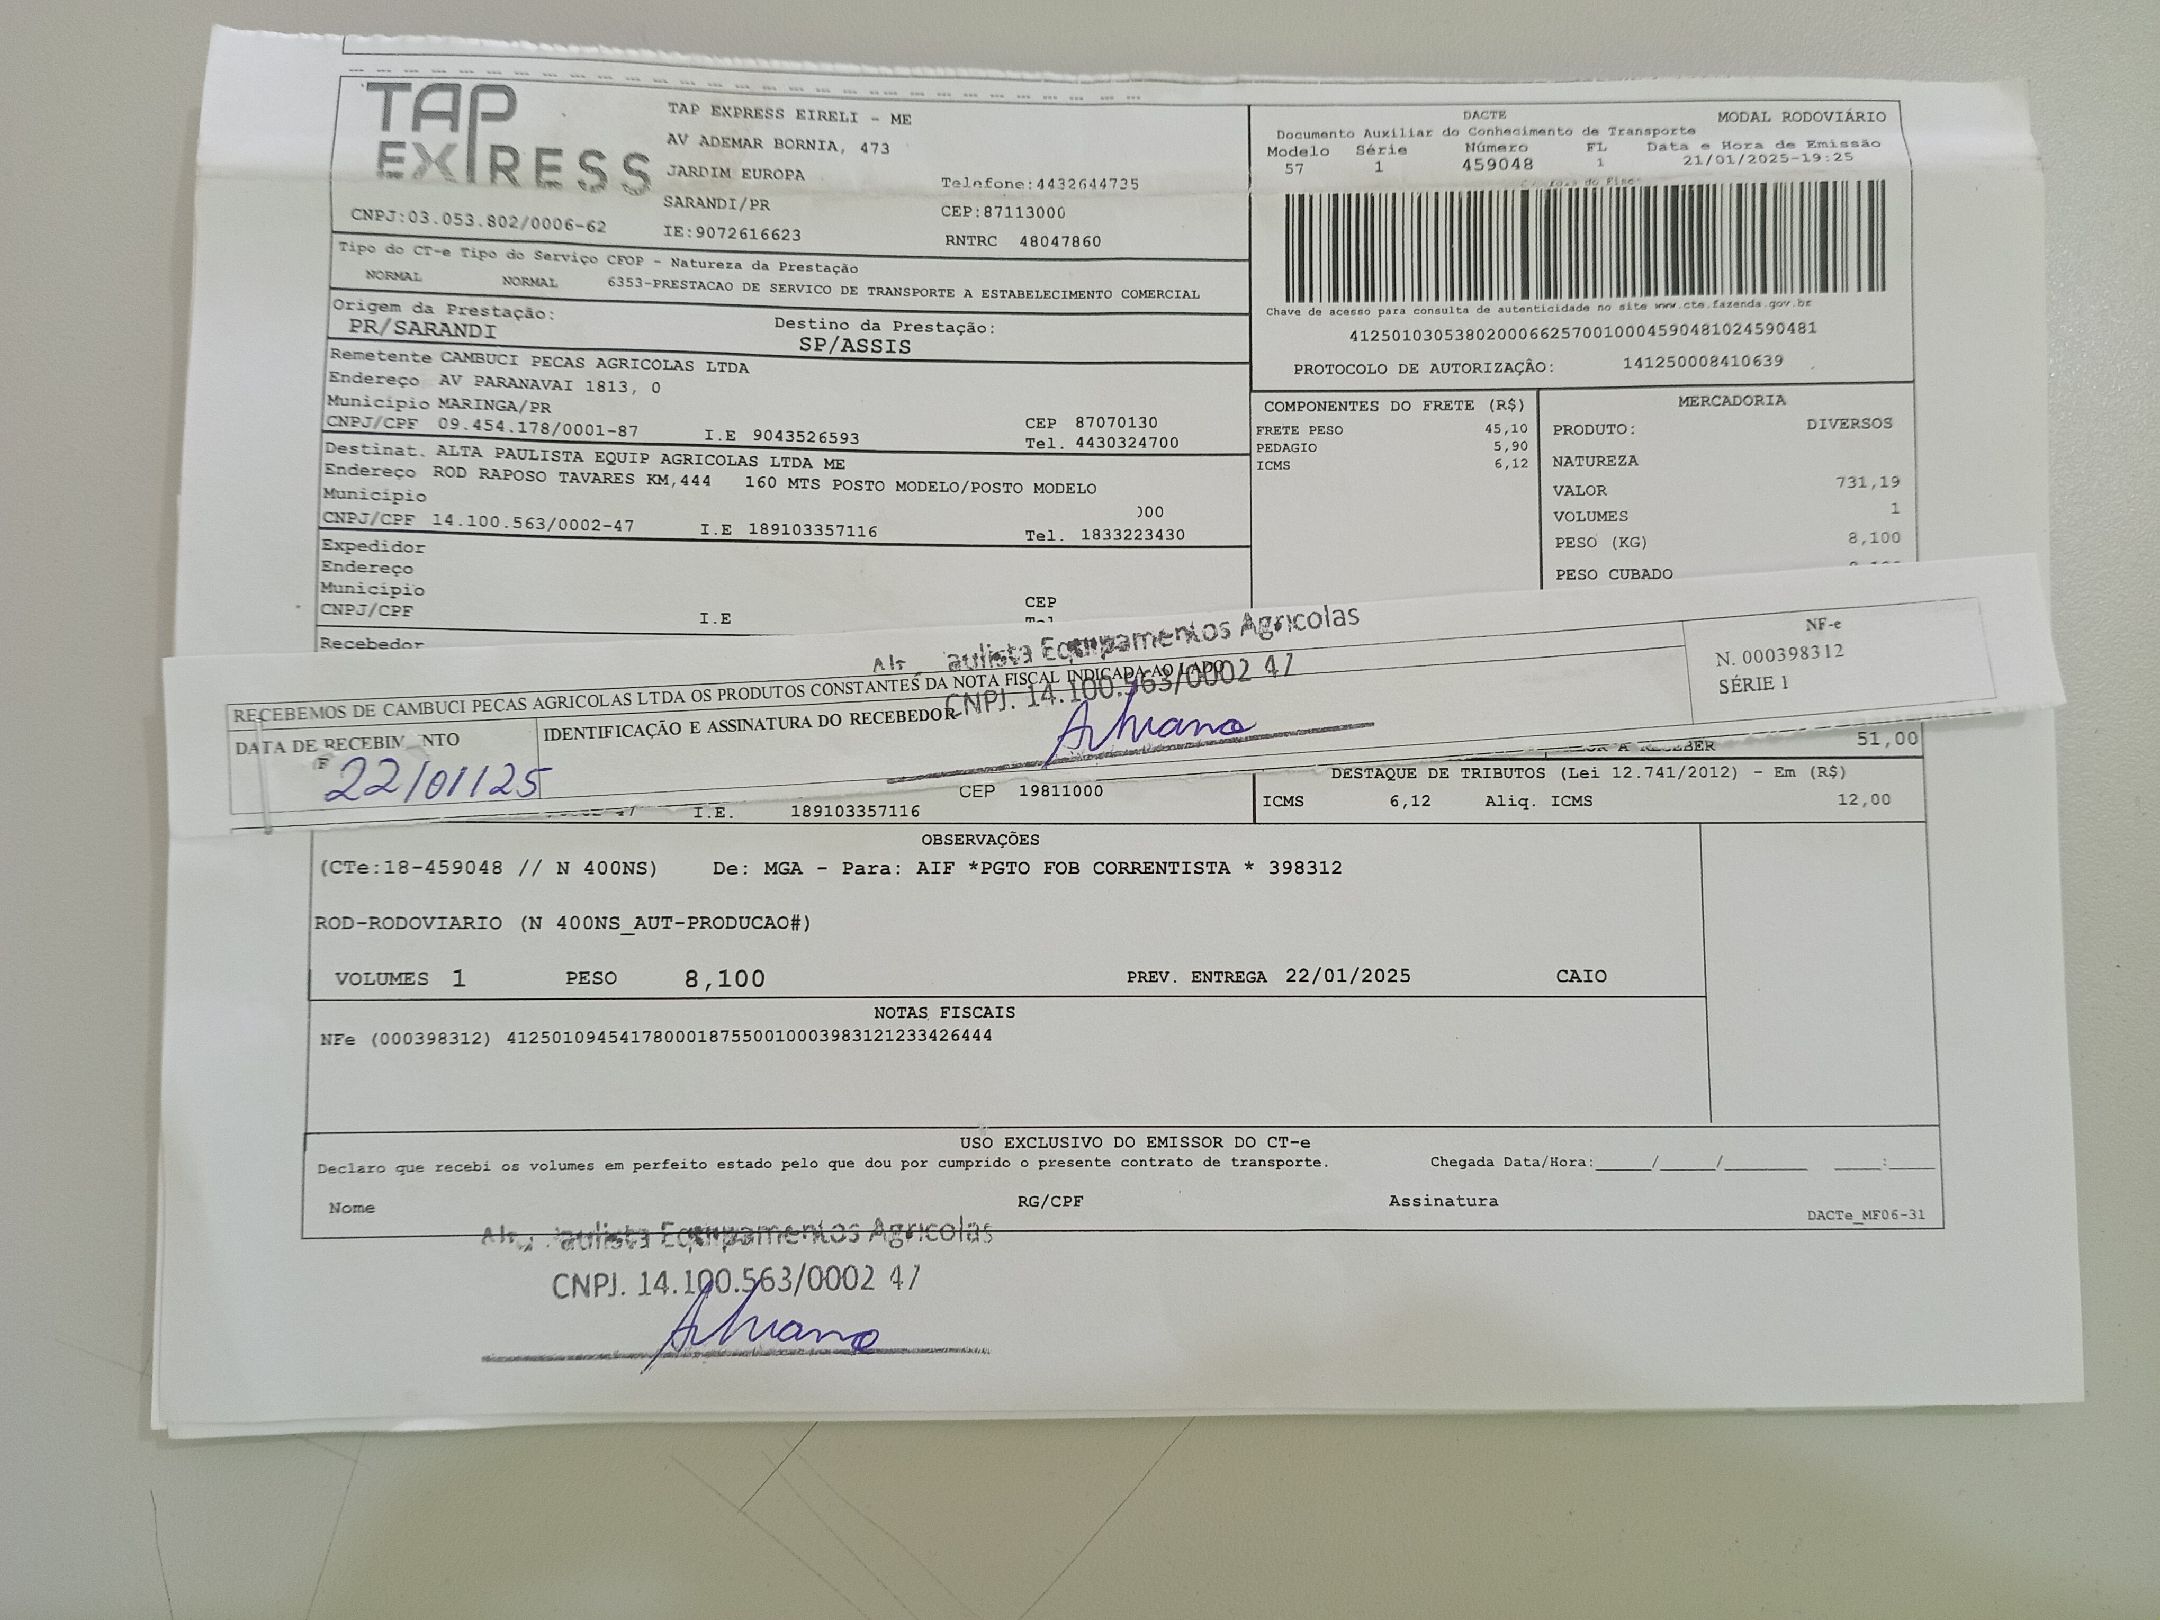 TAP EXPRESS
TAP EXPRESS EIRELI - ME
AV ADEMAR BORNIA, 473
JARDIM EUROPA
Telefone:4432644735
SARANDI/PR
CEP:87113000
CNPJ:03.053.802/0006-62
IE:9072616623
RNTRC 48047860
DACTE
MODAL RODOVIÁRIO
Documento Auxiliar do Conhecimento de Transporte
Modelo Série Número FL Data e Hora de Emissão
57 1 459048 1 21/01/2025-19:25
Chave de acesso para consulta de autenticidade no site www.cte.fazenda.gov.br
41250103053802000662570010004590481024590481
PROTOCOLO DE AUTORIZAÇÃO: 141250008410639
Tipo do CT-e Tipo do Serviço CFOP - Natureza da Prestação
NORMAL NORMAL 6353-PRESTACAO DE SERVICO DE TRANSPORTE A ESTABELECIMENTO COMERCIAL
Origem da Prestação: Destino da Prestação:
PR/SARANDI SP/ASSIS
Remetente CAMBUCI PECAS AGRICOLAS LTDA
Endereço AV PARANAVAI 1813, 0
Município MARINGA/PR CEP 87070130
CNPJ/CPF 09.454.178/0001-87 I.E 9043526593 Tel. 4430324700
Destinat. ALTA PAULISTA EQUIP AGRICOLAS LTDA ME
Endereço ROD RAPOSO TAVARES KM,444 160 MTS POSTO MODELO/POSTO MODELO
Município 000
CNPJ/CPF 14.100.563/0002-47 I.E 189103357116 Tel. 1833223430
Expedidor
Endereço
Município CEP
CNPJ/CPF I.E
Recebedor
COMPONENTES DO FRETE (R$)
FRETE PESO 45,10
PEDAGIO 5,90
ICMS 6,12
MERCADORIA
PRODUTO: DIVERSOS
NATUREZA
VALOR 731,19
VOLUMES 1
PESO (KG) 8,100
PESO CUBADO
aulista Equipamentos Agricolas
CNPJ. 14.100.563/0002 47
RECEBEMOS DE CAMBUCI PEÇAS AGRICOLAS LTDA OS PRODUTOS CONSTANTES DA NOTA FISCAL INDICADA AO LADO
DATA DE RECEBIMENTO
22/01/25
IDENTIFICAÇÃO E ASSINATURA DO RECEBEDOR
NF-e
N. 000398312
SÉRIE 1
RECEBER 51,00
CEP 19811000
I.E. 189103357116
DESTAQUE DE TRIBUTOS (Lei 12.741/2012) - Em (R$)
ICMS 6,12 Aliq. ICMS 12,00
OBSERVAÇÕES
(CTe:18-459048 // N 400NS) De: MGA - Para: AIF *PGTO FOB CORRENTISTA * 398312
ROD-RODOVIARIO (N 400NS_AUT-PRODUCAO#)
VOLUMES 1 PESO 8,100 PREV. ENTREGA 22/01/2025 CAIO
NOTAS FISCAIS
NFe (000398312) 41250109454178000187550010003983121233426444
USO EXCLUSIVO DO EMISSOR DO CT-e
Declaro que recebi os volumes em perfeito estado pelo que dou por cumprido o presente contrato de transporte. Chegada Data/Hora:____/____/______ ____:____
Nome RG/CPF Assinatura
DACTe_MF06-31
aulista Equipamentos Agricolas
CNPJ. 14.100.563/0002 47